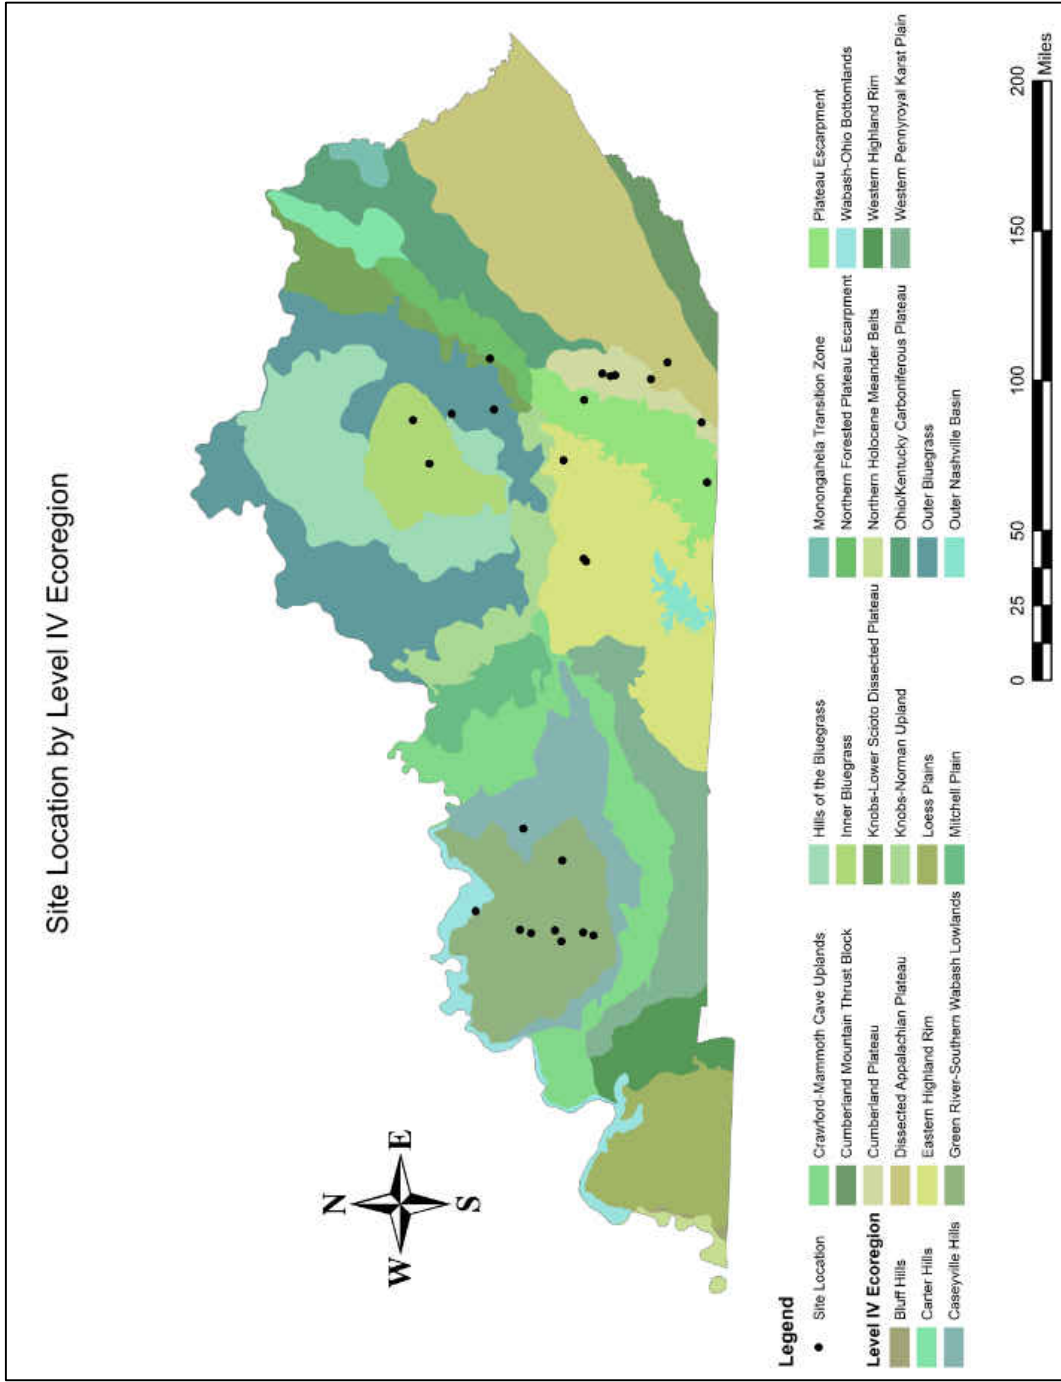 Site Location by Level IV Ecoregion
N
W E
S
Legend
Site Location
Level IV Ecoregion
Bluff Hills
Carter Hills
Caseyville Hills
Crawford-Mammoth Cave Uplands
Cumberland Mountain Thrust Block
Cumberland Plateau
Dissected Appalachian Plateau
Eastern Highland Rim
Green River-Southern Wabash Lowlands
Hills of the Bluegrass
Inner Bluegrass
Knobs-Lower Scioto Dissected Plateau
Knobs-Norman Upland
Loess Plains
Mitchell Plain
Monongahela Transition Zone
Northern Forested Plateau Escarpment
Northern Holocene Meander Belts
Ohio/Kentucky Carboniferous Plateau
Outer Bluegrass
Outer Nashville Basin
Plateau Escarpment
Wabash-Ohio Bottomlands
Western Highland Rim
Western Pennyroyal Karst Plain
0 25 50 100 150 200
Miles